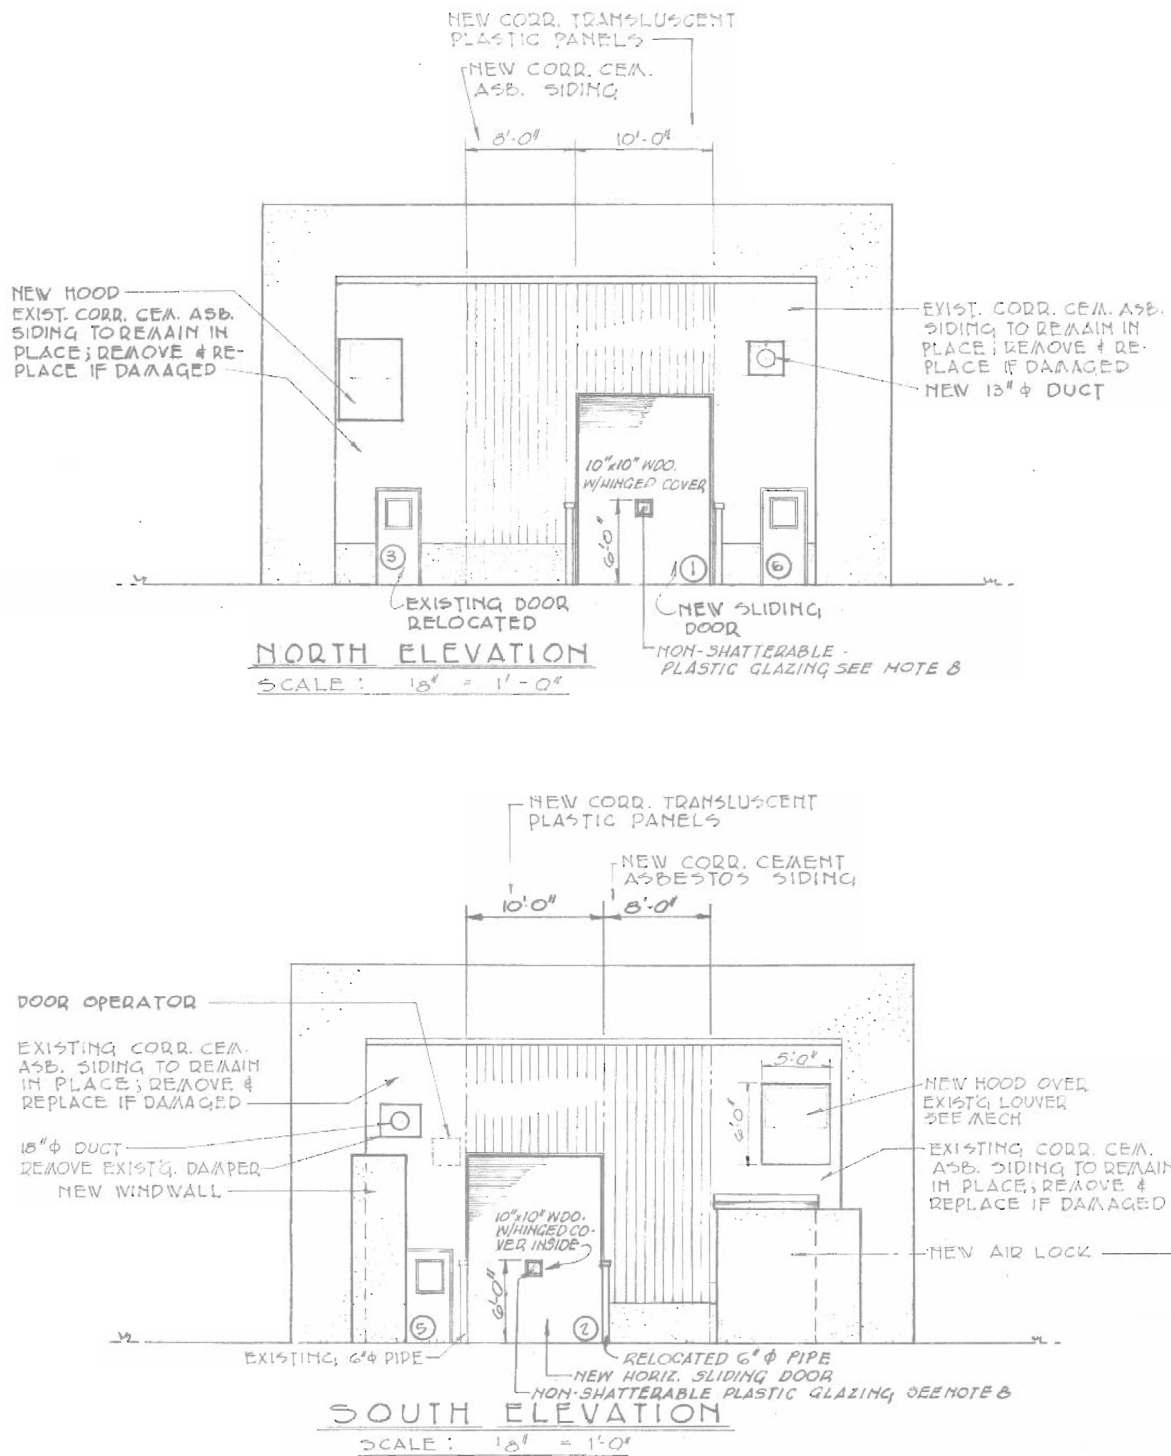 NEW CORR. TRANSLUSCENT
PLASTIC PANELS
NEW CORR. CEM.
ASB. SIDING
8'-0"
10'-0"
NEW HOOD
EXIST. CORR. CEM. ASB.
SIDING TO REMAIN IN
PLACE; REMOVE & RE-
PLACE IF DAMAGED
EXIST. CORR. CEM. ASB.
SIDING TO REMAIN IN
PLACE; REMOVE & RE-
PLACE IF DAMAGED
NEW 13" φ DUCT
10"x10" WDO.
W/HINGED COVER
6'-0"
3
1
6
EXISTING DOOR
RELOCATED
NEW SLIDING
DOOR
NON-SHATTERABLE
PLASTIC GLAZING SEE NOTE 8
NORTH ELEVATION
SCALE: 1/8" = 1'-0"
NEW CORR. TRANSLUSCENT
PLASTIC PANELS
NEW CORR. CEMENT
ASBESTOS SIDING
10'-0"
8'-0"
DOOR OPERATOR
EXISTING CORR. CEM.
ASB. SIDING TO REMAIN
IN PLACE; REMOVE &
REPLACE IF DAMAGED
18" φ DUCT
REMOVE EXIST'G. DAMPER
NEW WINDWALL
5'-0"
6'-0"
NEW HOOD OVER
EXIST'G LOUVER
SEE MECH
EXISTING CORR. CEM.
ASB. SIDING TO REMAIN
IN PLACE; REMOVE &
REPLACE IF DAMAGED
NEW AIR LOCK
10"x10" WDO.
W/HINGED CO-
VER INSIDE
6'-0"
5
2
EXISTING 6" φ PIPE
RELOCATED 6" φ PIPE
NEW HORIZ. SLIDING DOOR
NON-SHATTERABLE PLASTIC GLAZING SEE NOTE 8
SOUTH ELEVATION
SCALE: 1/8" = 1'-0"